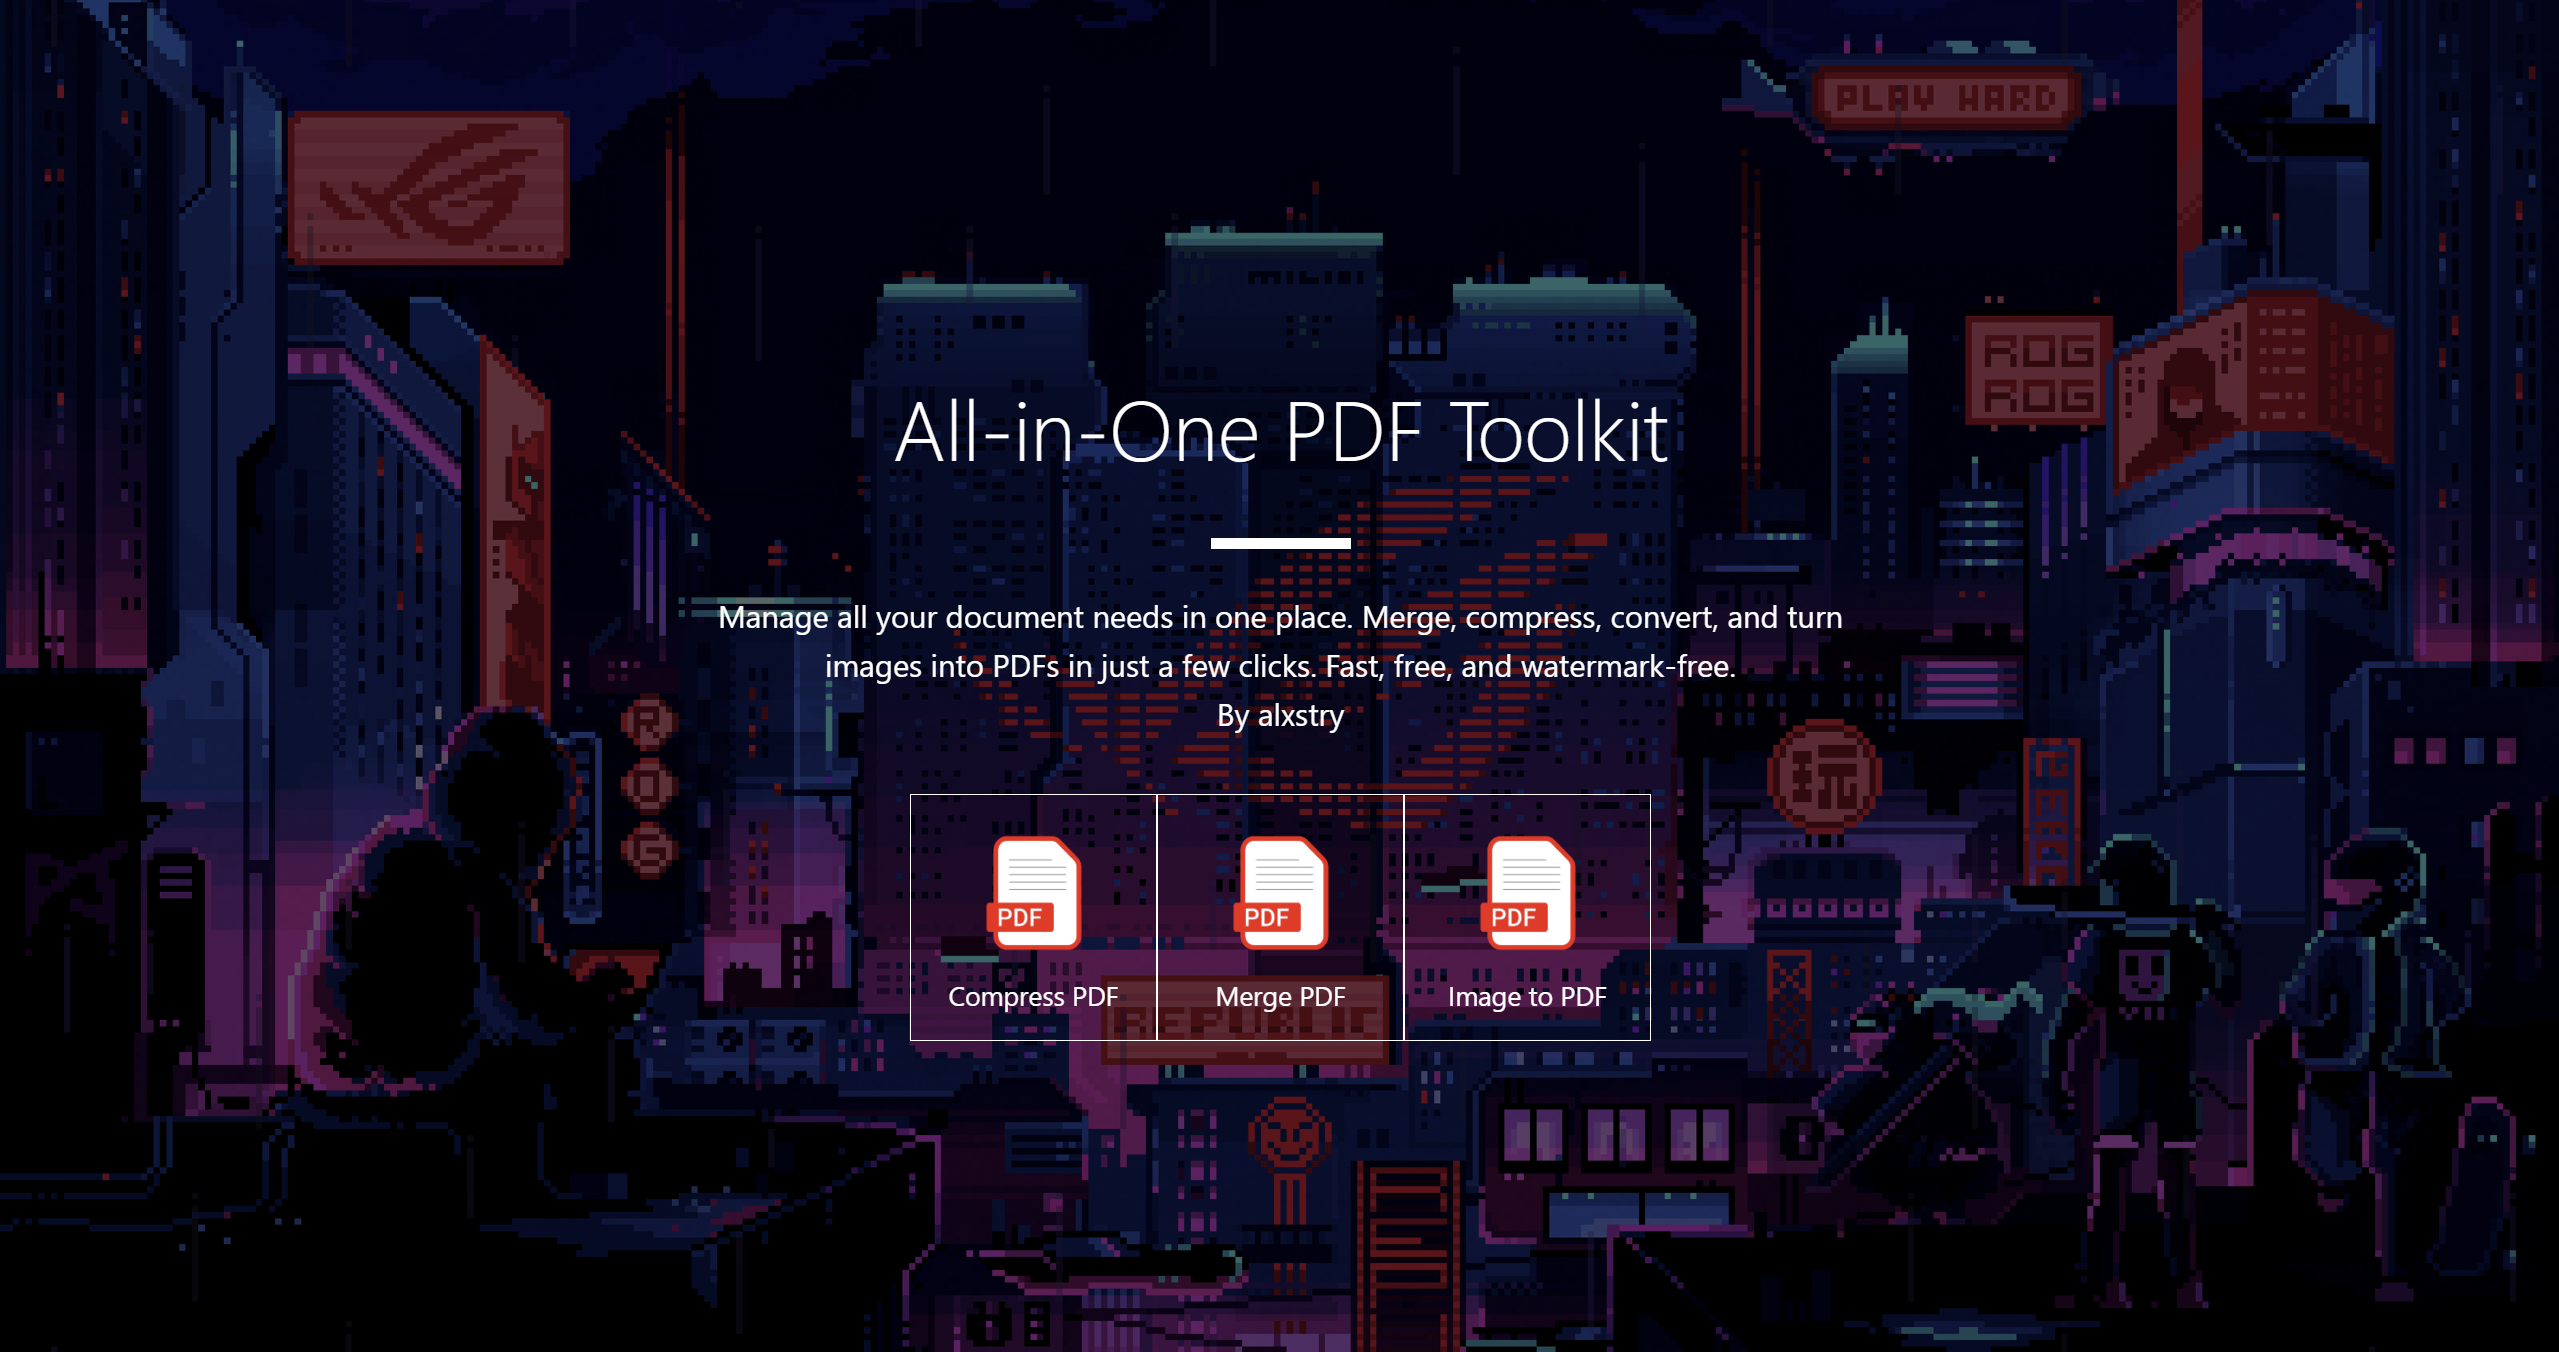 PLAY HARD
ROG
ROG
All-in-One PDF Toolkit
Manage all your document needs in one place. Merge, compress, convert, and turn
images into PDFs in just a few clicks. Fast, free, and watermark-free.
By alxstry
R
O
G
玩
PDF
PDF
PDF
Compress PDF
Merge PDF
Image to PDF
REPUBLIC